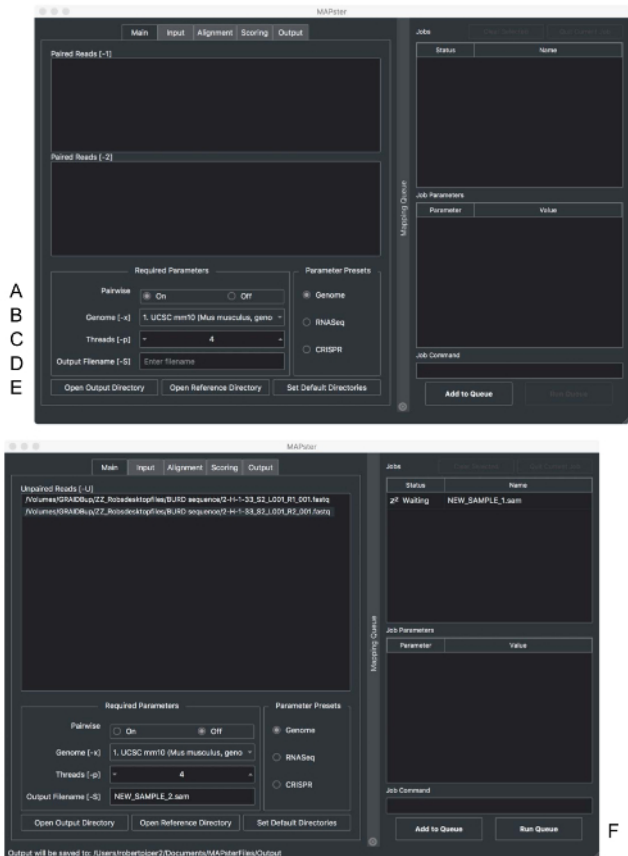 MAPster
Main Input Alignment Scoring Output
Paired Reads [-1]
Paired Reads [-2]
Required Parameters
Parameter Presets
A Pairwise On Off
Genome
B Genome [-x] 1. UCSC mm10 (Mus musculus, geno
RNASeq
C Threads [-p] 4
CRISPR
D Output Filename [-S] Enter filename
E Open Output Directory Open Reference Directory Set Default Directories
Mapping Queue
Jobs
Status Name
Job Parameters
Parameter Value
Job Command
Add to Queue Run Queue
MAPster
Main Input Alignment Scoring Output
Unpaired Reads [-U]
/Volumes/GRAIDBup/ZZ_Robsdesktopfiles/BURD sequence/2-H-1-33_S2_L001_R1_001.fastq
/Volumes/GRAIDBup/ZZ_Robsdesktopfiles/BURD sequence/2-H-1-33_S2_L001_R2_001.fastq
Required Parameters
Parameter Presets
Pairwise On Off
Genome
Genome [-x] 1. UCSC mm10 (Mus musculus, geno
RNASeq
Threads [-p] 4
CRISPR
Output Filename [-S] NEW_SAMPLE_2.sam
Open Output Directory Open Reference Directory Set Default Directories
Output will be saved to: /Users/robertpiper2/Documents/MAPsterFiles/Output
Mapping Queue
Jobs
Status Name
zZ Waiting NEW_SAMPLE_1.sam
Job Parameters
Parameter Value
Job Command
Add to Queue Run Queue
F